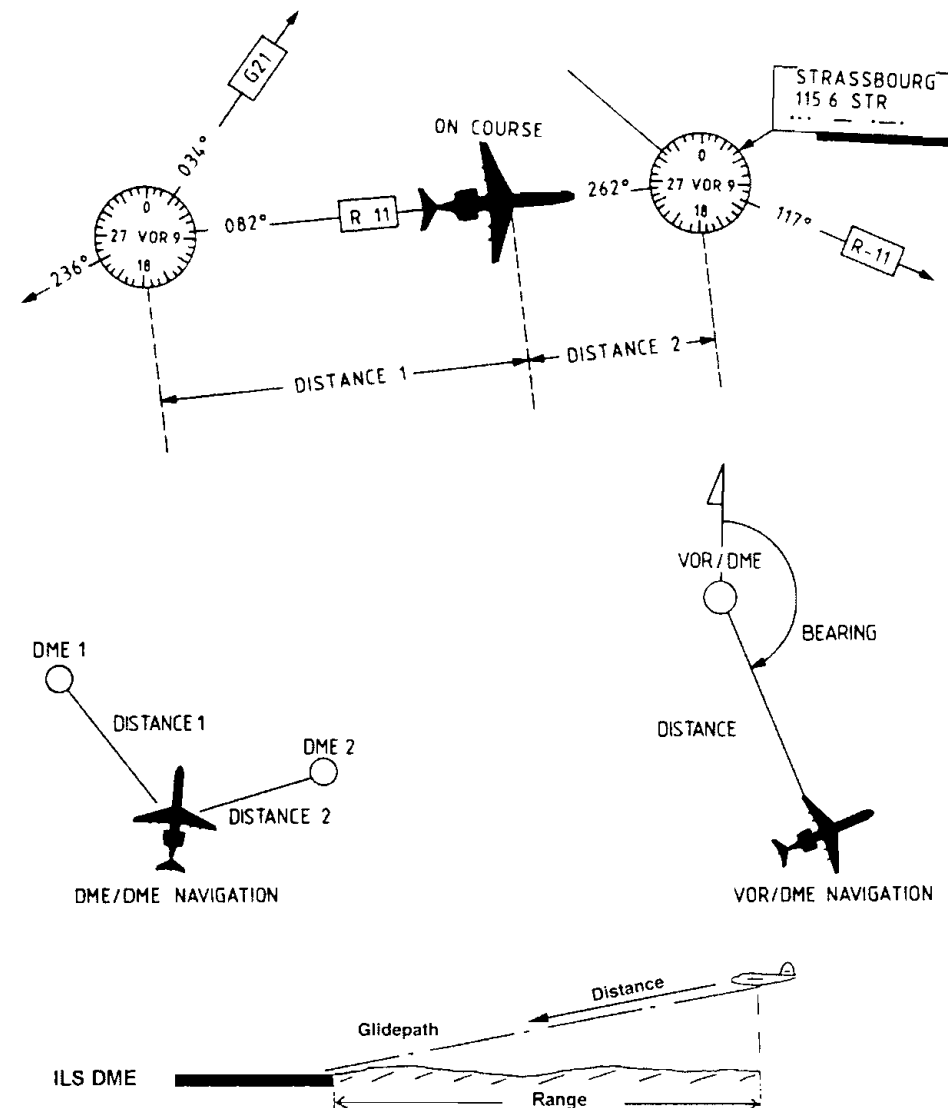 G21
STRASSBOURG
115 6 STR
... — .—.
ON COURSE
034°
0
27 VOR 9
18
082°
R 11
262°
0
27 VOR 9
18
117°
R-11
236°
DISTANCE 1
DISTANCE 2
VOR/DME
BEARING
DISTANCE
DME 1
DISTANCE 1
DME 2
DISTANCE 2
DME/DME NAVIGATION
VOR/DME NAVIGATION
Distance
Glidepath
ILS DME
Range